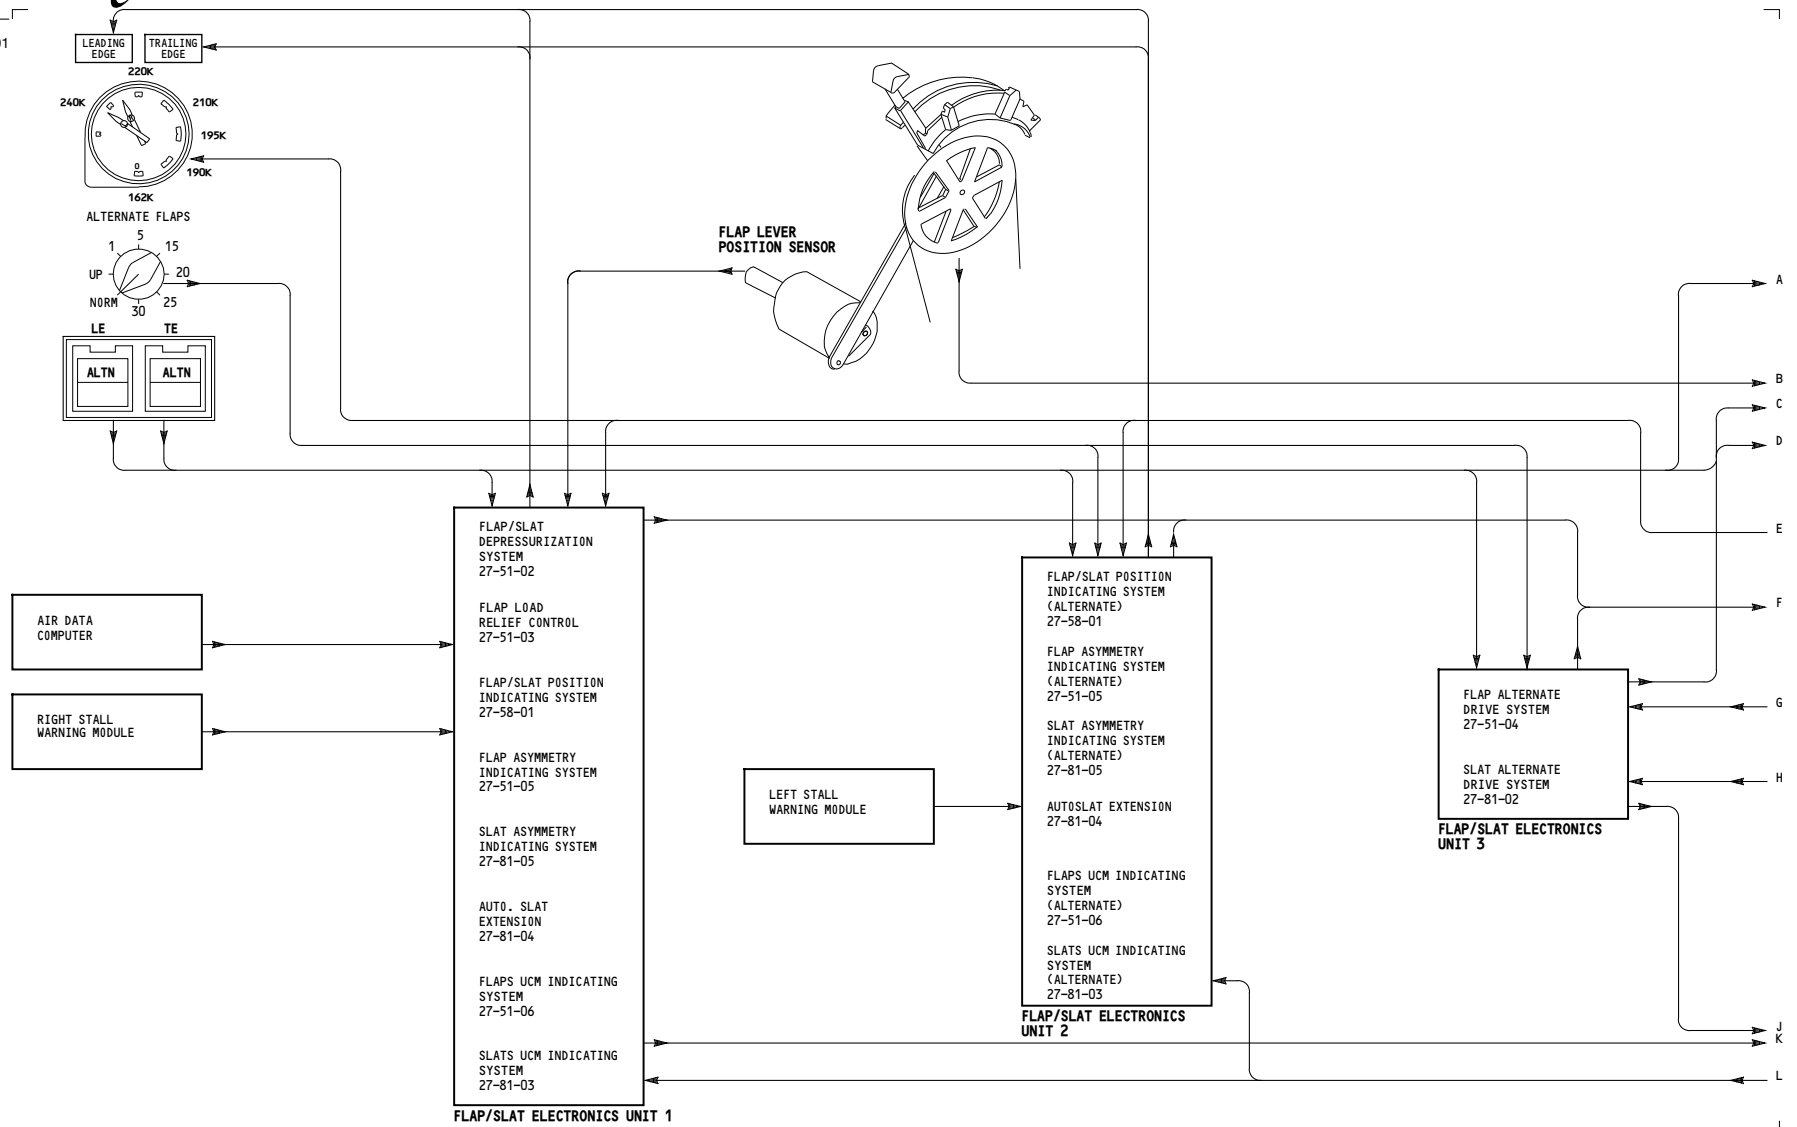 01
LEADING
EDGE
TRAILING
EDGE
220K
240K
210K
195K
190K
162K
0
ALTERNATE FLAPS
5
1
15
UP
20
NORM
25
30
LE
TE
ALTN
ALTN
FLAP LEVER
POSITION SENSOR
A
B
C
D
E
F
G
H
J
K
L
AIR DATA
COMPUTER
RIGHT STALL
WARNING MODULE
FLAP/SLAT
DEPRESSURIZATION
SYSTEM
27-51-02
FLAP LOAD
RELIEF CONTROL
27-51-03
FLAP/SLAT POSITION
INDICATING SYSTEM
27-58-01
FLAP ASYMMETRY
INDICATING SYSTEM
27-51-05
SLAT ASYMMETRY
INDICATING SYSTEM
27-81-05
AUTO. SLAT
EXTENSION
27-81-04
FLAPS UCM INDICATING
SYSTEM
27-51-06
SLATS UCM INDICATING
SYSTEM
27-81-03
FLAP/SLAT ELECTRONICS UNIT 1
LEFT STALL
WARNING MODULE
FLAP/SLAT POSITION
INDICATING SYSTEM
(ALTERNATE)
27-58-01
FLAP ASYMMETRY
INDICATING SYSTEM
(ALTERNATE)
27-51-05
SLAT ASYMMETRY
INDICATING SYSTEM
(ALTERNATE)
27-81-05
AUTOSLAT EXTENSION
27-81-04
FLAPS UCM INDICATING
SYSTEM
(ALTERNATE)
27-51-06
SLATS UCM INDICATING
SYSTEM
(ALTERNATE)
27-81-03
FLAP/SLAT ELECTRONICS
UNIT 2
FLAP ALTERNATE
DRIVE SYSTEM
27-51-04
SLAT ALTERNATE
DRIVE SYSTEM
27-81-02
FLAP/SLAT ELECTRONICS
UNIT 3